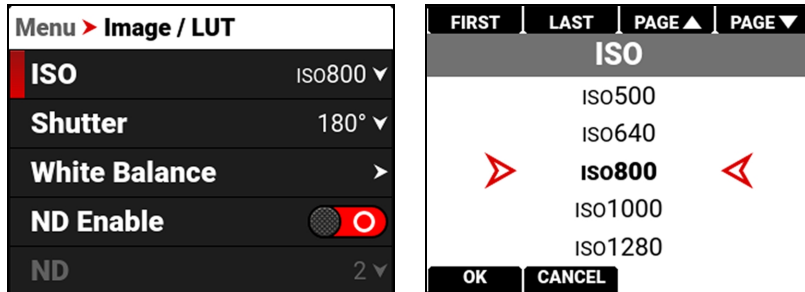 Menu > Image / LUT
ISO ISO800
Shutter 180°
White Balance
ND Enable
ND 2
FIRST LAST PAGE▲ PAGE▼
ISO
ISO500
ISO640
ISO800
ISO1000
ISO1280
OK CANCEL